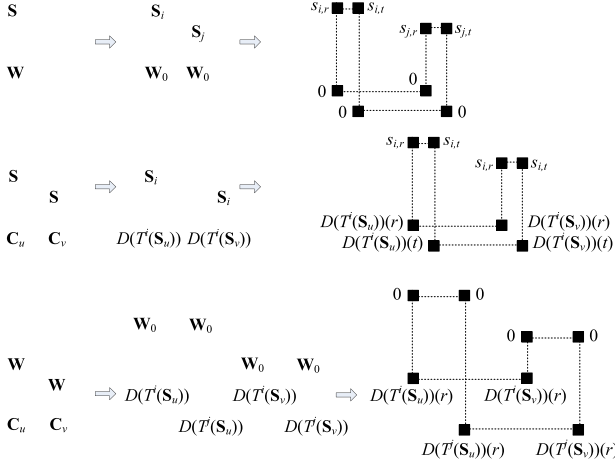 S S_i s_{i,r} s_{i,t}
S_j s_{j,r} s_{j,t}
W W_0 W_0 0 0
0 0
S S_i s_{i,r} s_{i,t}
S S_i
C_u C_v D(T^i(S_u)) D(T^i(S_v)) D(T^i(S_u))(r) D(T^i(S_v))(r)
D(T^i(S_u))(t) D(T^i(S_v))(t)
0 0
W_0 W_0
0 0
W W_0 W_0
W D(T^i(S_u)) D(T^i(S_v)) D(T^i(S_u))(r) D(T^i(S_v))(r)
C_u C_v D(T^j(S_u)) D(T^j(S_v))
D(T^j(S_u))(r) D(T^j(S_v))(r)